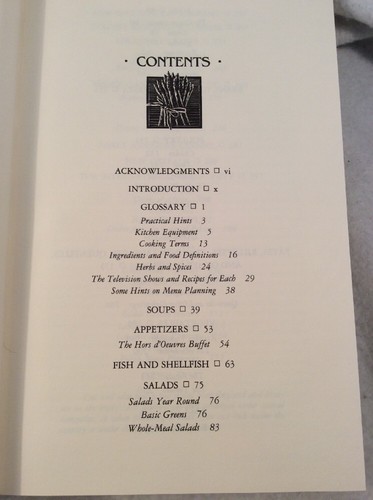 · CONTENTS ·
ACKNOWLEDGMENTS □ vi
INTRODUCTION □ x
GLOSSARY □ 1
Practical Hints 3
Kitchen Equipment 5
Cooking Terms 13
Ingredients and Food Definitions 16
Herbs and Spices 24
The Television Shows and Recipes for Each 29
Some Hints on Menu Planning 38
SOUPS □ 39
APPETIZERS □ 53
The Hors d'Oeuvres Buffet 54
FISH AND SHELLFISH □ 63
SALADS □ 75
Salads Year Round 76
Basic Greens 76
Whole-Meal Salads 83